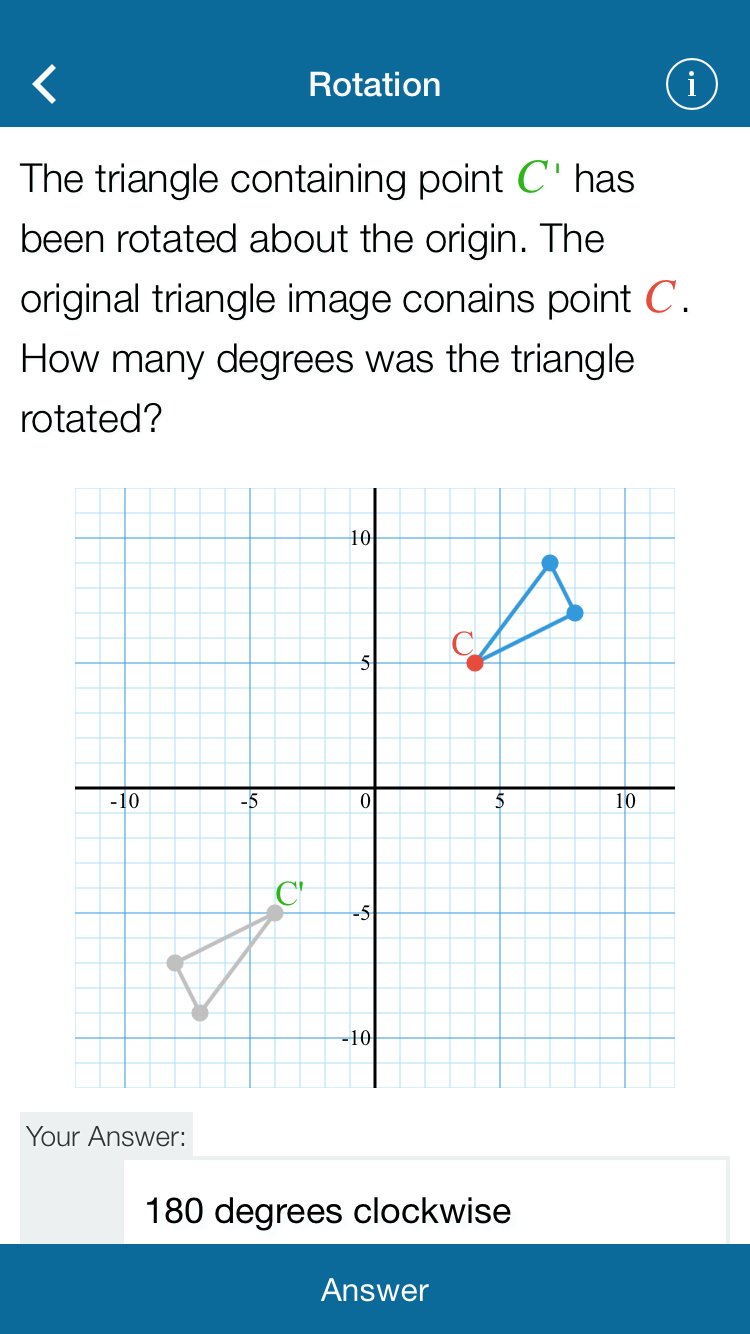 Rotation
i
The triangle containing point C' has
been rotated about the origin. The
original triangle image conains point C.
How many degrees was the triangle
rotated?
10
C
5
-10 -5 0 5 10
C'
-5
-10
Your Answer:
180 degrees clockwise
Answer